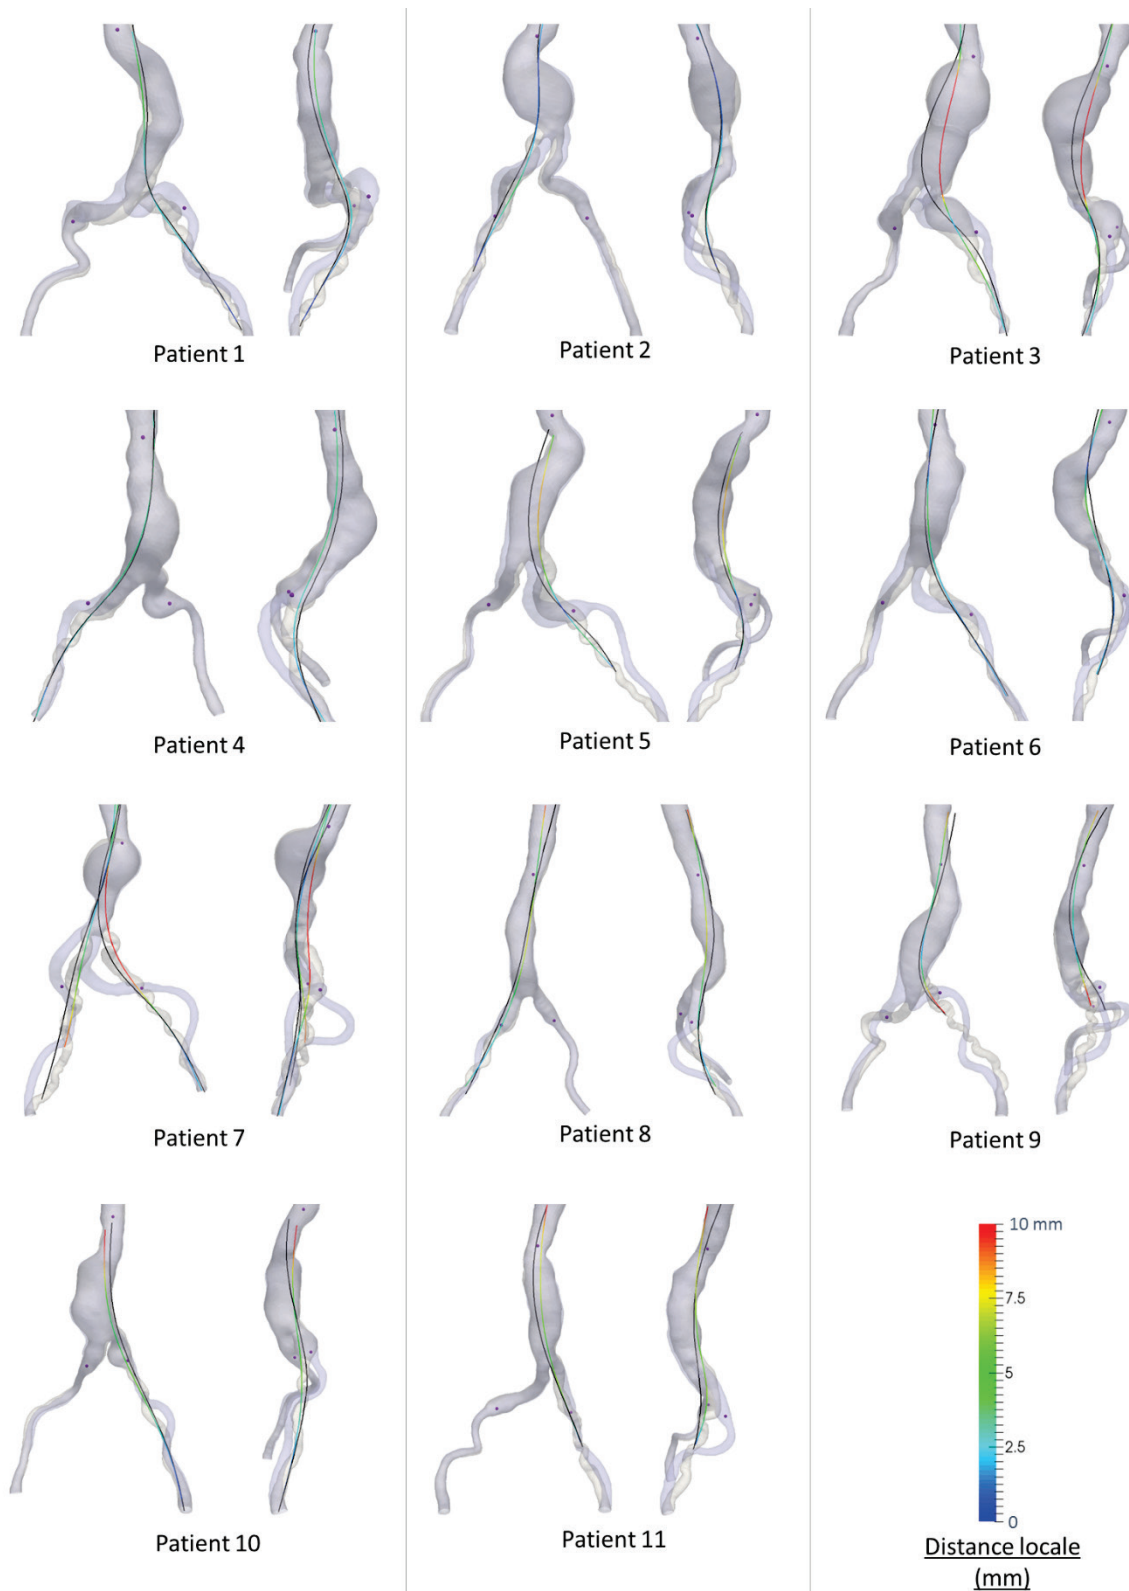 Patient 1
Patient 2
Patient 3
Patient 4
Patient 5
Patient 6
Patient 7
Patient 8
Patient 9
Patient 10
Patient 11
10 mm
7.5
5
2.5
0
Distance locale
(mm)